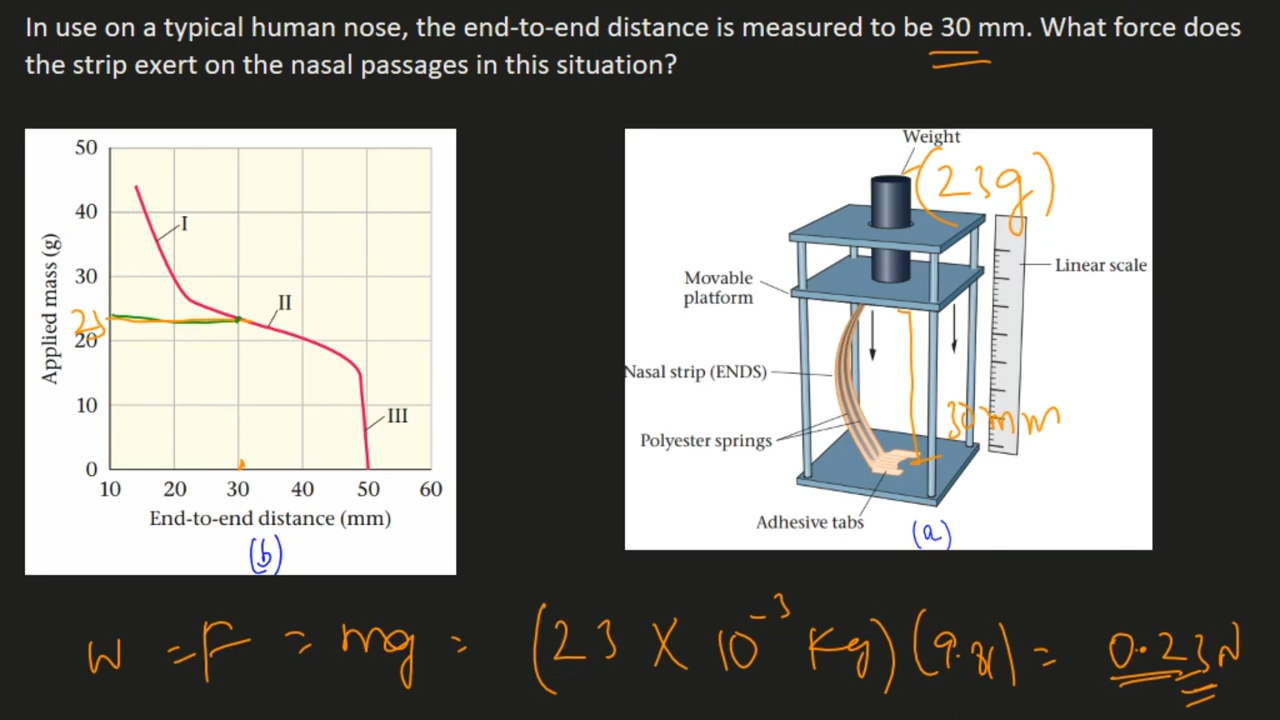 In use on a typical human nose, the end-to-end distance is measured to be 30 mm. What force does
the strip exert on the nasal passages in this situation?
50
40
30
23
20
10
0
10 20 30 40 50 60
Applied mass (g)
I
II
III
End-to-end distance (mm)
(b)
Weight
(23g)
Linear scale
Movable
platform
Nasal strip (ENDS)
30mm
Polyester springs
Adhesive tabs
(a)
W = F = mg = (23 X 10⁻³ Kg)(9.81) = 0.23N